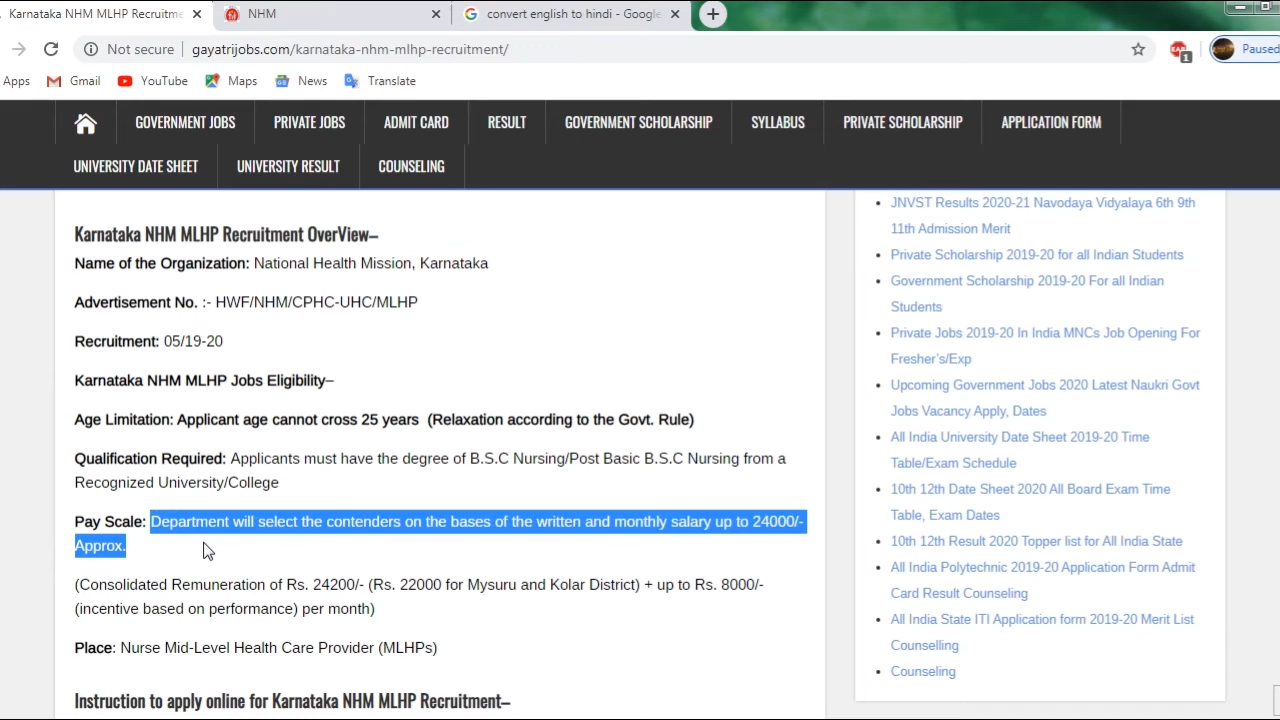 Karnataka NHM MLHP Recruitme
NHM
convert english to hindi - Google
Not secure
gayatrijobs.com/karnataka-nhm-mlhp-recruitment/
1
Paused
Apps
Gmail
YouTube
Maps
News
Translate
GOVERNMENT JOBS
PRIVATE JOBS
ADMIT CARD
RESULT
GOVERNMENT SCHOLARSHIP
SYLLABUS
PRIVATE SCHOLARSHIP
APPLICATION FORM
UNIVERSITY DATE SHEET
UNIVERSITY RESULT
COUNSELING
Karnataka NHM MLHP Recruitment OverView–
Name of the Organization: National Health Mission, Karnataka
Advertisement No. :- HWF/NHM/CPHC-UHC/MLHP
Recruitment: 05/19-20
Karnataka NHM MLHP Jobs Eligibility–
Age Limitation: Applicant age cannot cross 25 years (Relaxation according to the Govt. Rule)
Qualification Required: Applicants must have the degree of B.S.C Nursing/Post Basic B.S.C Nursing from a
Recognized University/College
Pay Scale: Department will select the contenders on the bases of the written and monthly salary up to 24000/-
Approx.
(Consolidated Remuneration of Rs. 24200/- (Rs. 22000 for Mysuru and Kolar District) + up to Rs. 8000/-
(incentive based on performance) per month)
Place: Nurse Mid-Level Health Care Provider (MLHPs)
Instruction to apply online for Karnataka NHM MLHP Recruitment–
JNVST Results 2020-21 Navodaya Vidyalaya 6th 9th
11th Admission Merit
Private Scholarship 2019-20 for all Indian Students
Government Scholarship 2019-20 For all Indian
Students
Private Jobs 2019-20 In India MNCs Job Opening For
Fresher's/Exp
Upcoming Government Jobs 2020 Latest Naukri Govt
Jobs Vacancy Apply, Dates
All India University Date Sheet 2019-20 Time
Table/Exam Schedule
10th 12th Date Sheet 2020 All Board Exam Time
Table, Exam Dates
10th 12th Result 2020 Topper list for All India State
All India Polytechnic 2019-20 Application Form Admit
Card Result Counseling
All India State ITI Application form 2019-20 Merit List
Counselling
Counseling